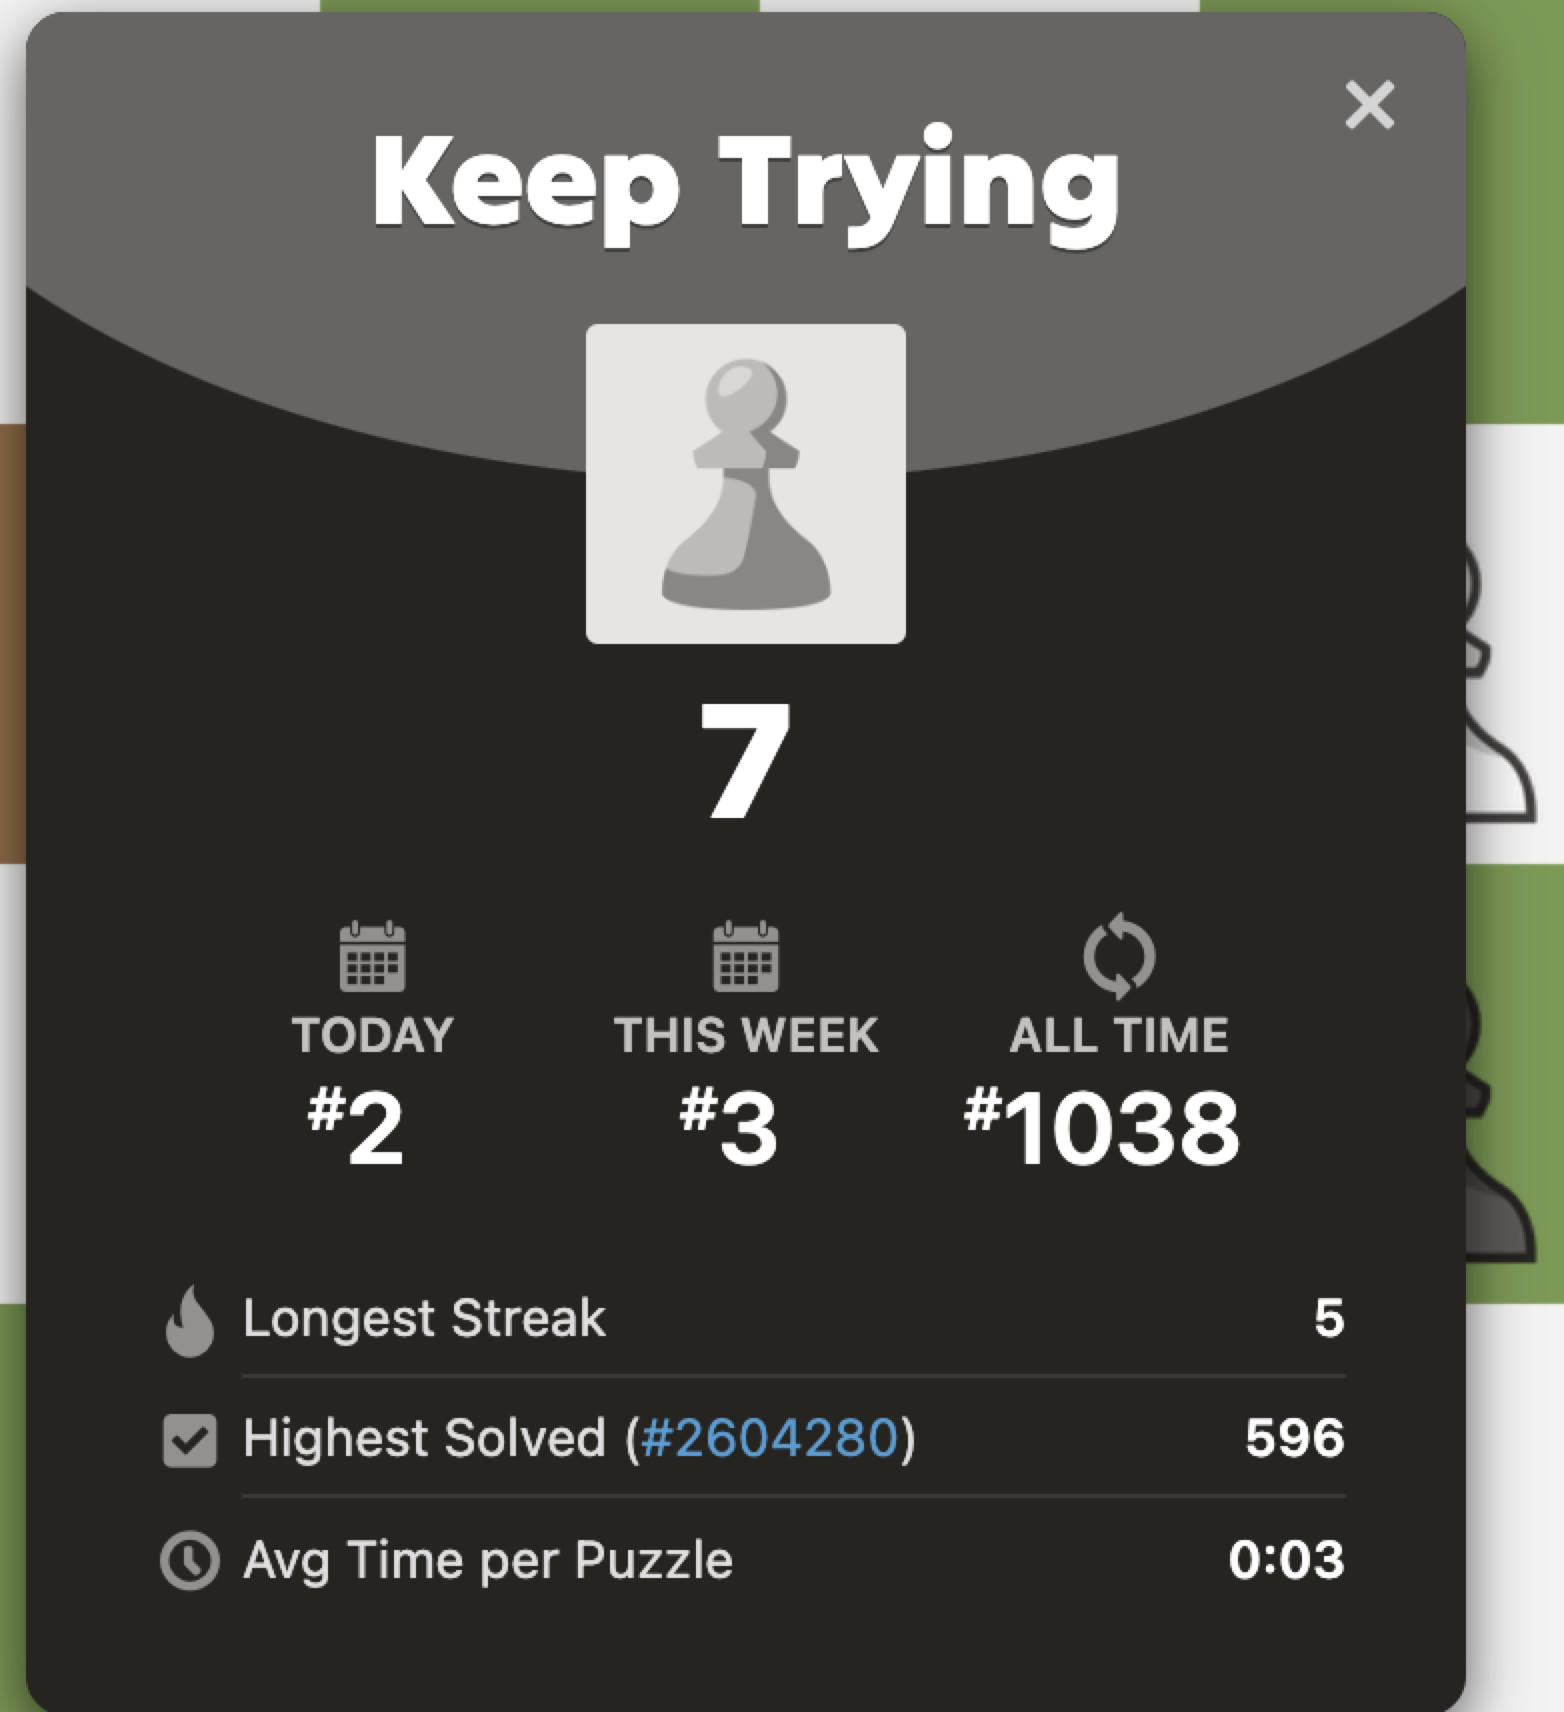 Keep Trying
7
TODAY
THIS WEEK
ALL TIME
#2
#3
#1038
Longest Streak 5
Highest Solved (#2604280) 596
Avg Time per Puzzle 0:03